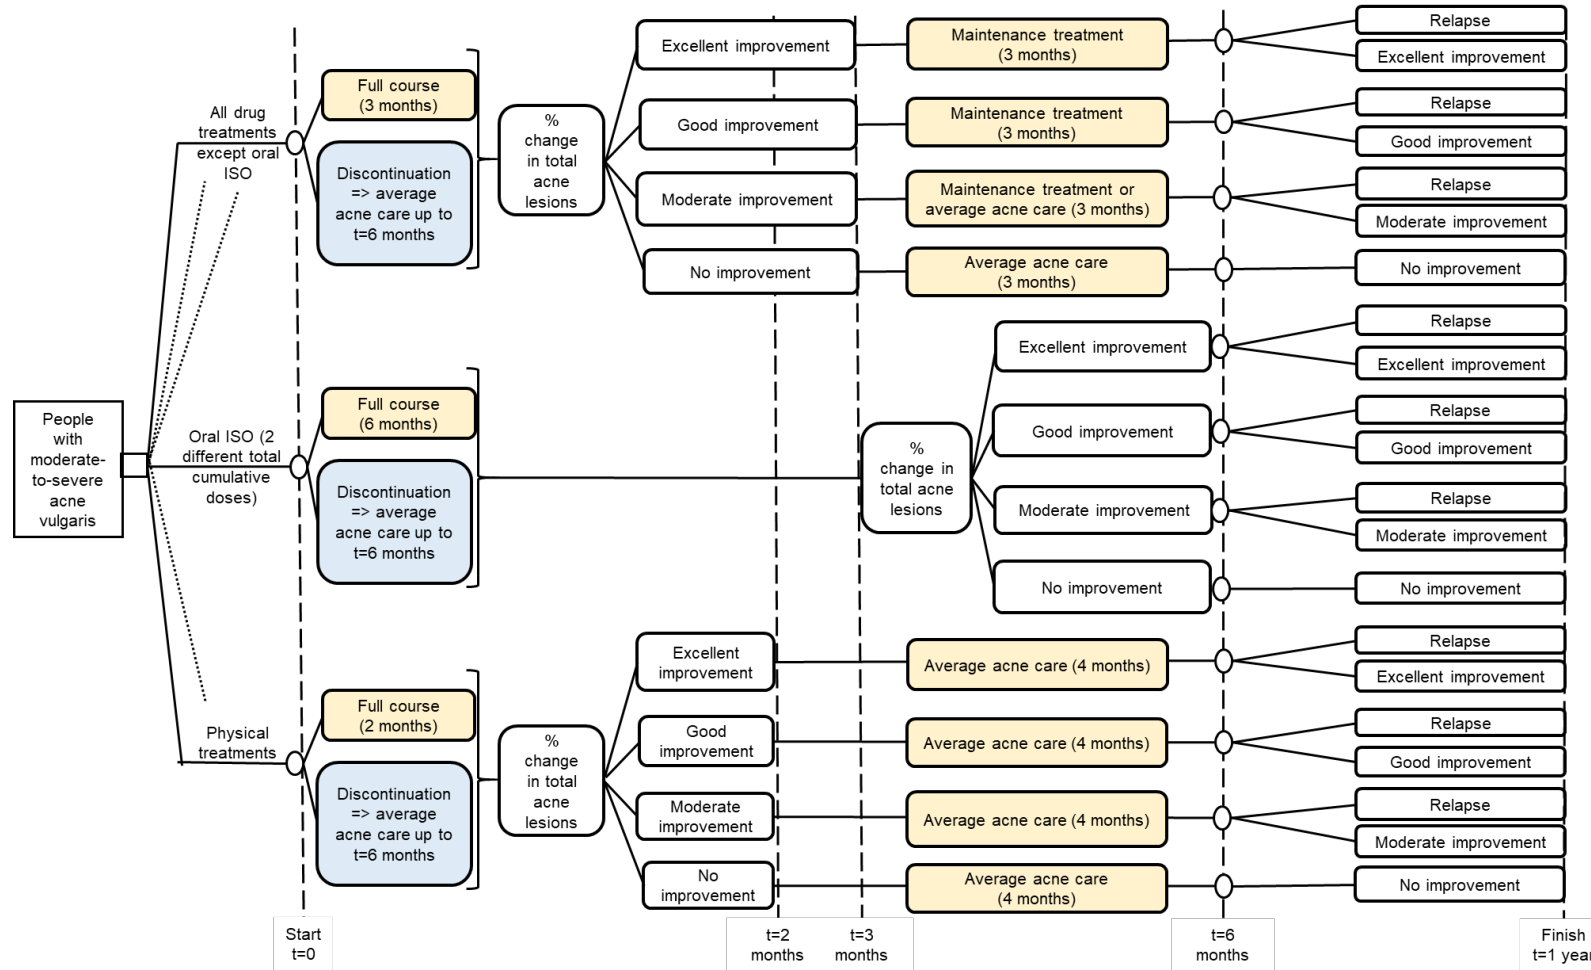 People
with
moderate-
to-severe
acne
vulgaris
All drug
treatments
except oral
ISO
Full course
(3 months)
Discontinuation
=> average
acne care up to
t=6 months
%
change
in total
acne
lesions
Excellent improvement
Good improvement
Moderate improvement
No improvement
Maintenance treatment
(3 months)
Maintenance treatment
(3 months)
Maintenance treatment or
average acne care (3 months)
Average acne care
(3 months)
Relapse
Excellent improvement
Relapse
Good improvement
Relapse
Moderate improvement
No improvement
Oral ISO (2
different total
cumulative
doses)
Full course
(6 months)
Discontinuation
=> average
acne care up to
t=6 months
%
change in
total acne
lesions
Excellent improvement
Good improvement
Moderate improvement
No improvement
Relapse
Excellent improvement
Relapse
Good improvement
Relapse
Moderate improvement
No improvement
Physical
treatments
Full course
(2 months)
Discontinuation
=> average
acne care up to
t=6 months
%
change
in total
acne
lesions
Excellent
improvement
Good
improvement
Moderate
improvement
No
improvement
Average acne care (4 months)
Average acne care (4 months)
Average acne care (4 months)
Average acne care
(4 months)
Relapse
Excellent improvement
Relapse
Good improvement
Relapse
Moderate improvement
No improvement
Start
t=0
t=2
months
t=3
months
t=6
months
Finish
t=1 year